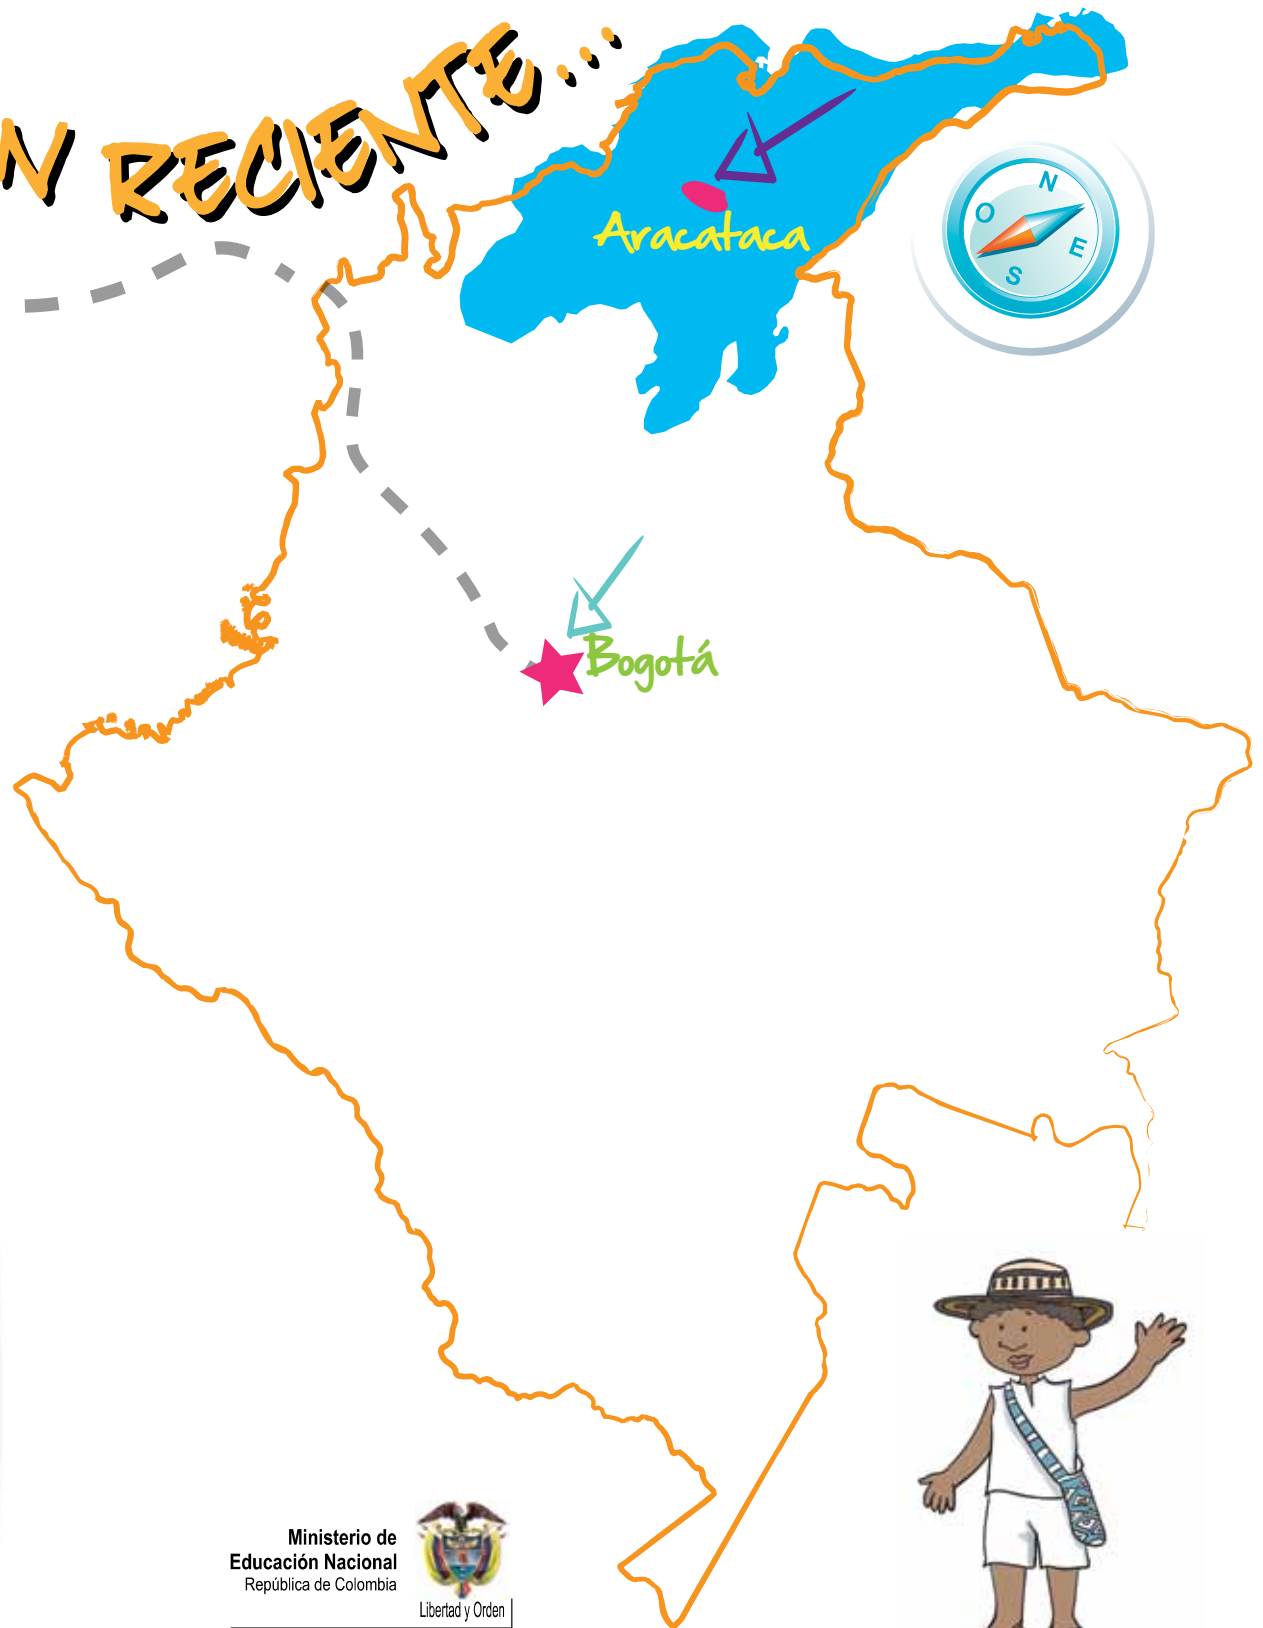 N RECIENTE...
Aracataca
N
O
E
S
Bogotá
Ministerio de
Educación Nacional
República de Colombia
Libertad y Orden